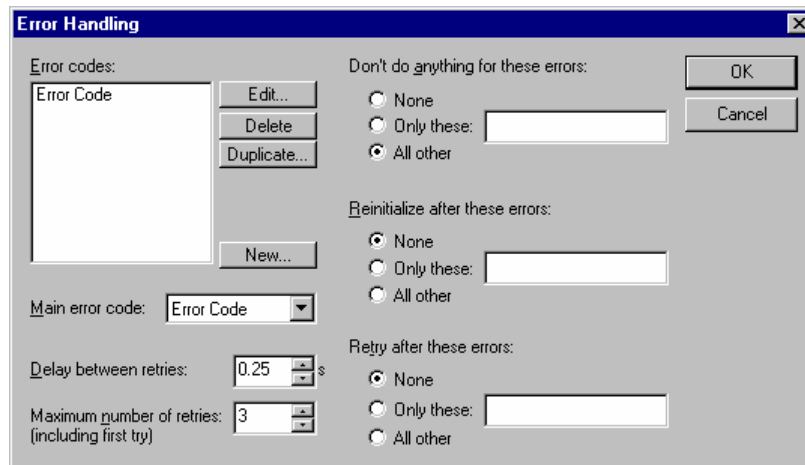 Error Handling
Error codes:
Error Code
Edit...
Delete
Duplicate...
New...
Main error code:
Error Code
Delay between retries:
0.25
s
Maximum number of retries:
(including first try)
3
Don't do anything for these errors:
None
Only these:
All other
Reinitialize after these errors:
None
Only these:
All other
Retry after these errors:
None
Only these:
All other
OK
Cancel